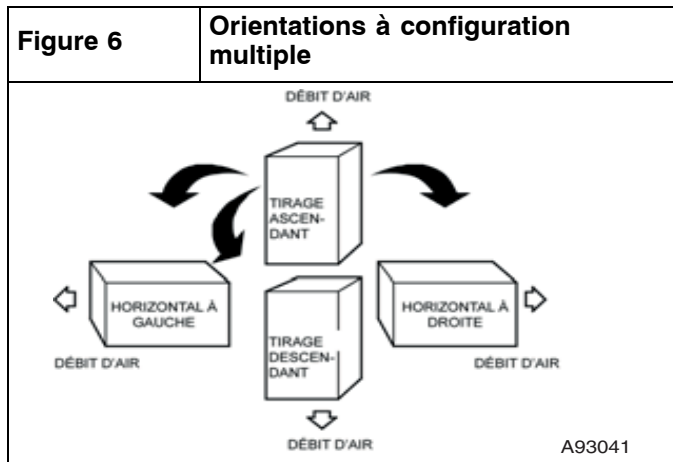 Figure 6
Orientations à configuration
multiple
DÉBIT D'AIR
TIRAGE
ASCEN-
DANT
HORIZONTAL À
GAUCHE
DÉBIT D'AIR
TIRAGE
DESCEN-
DANT
HORIZONTAL À
DROITE
DÉBIT D'AIR
DÉBIT D'AIR
A93041